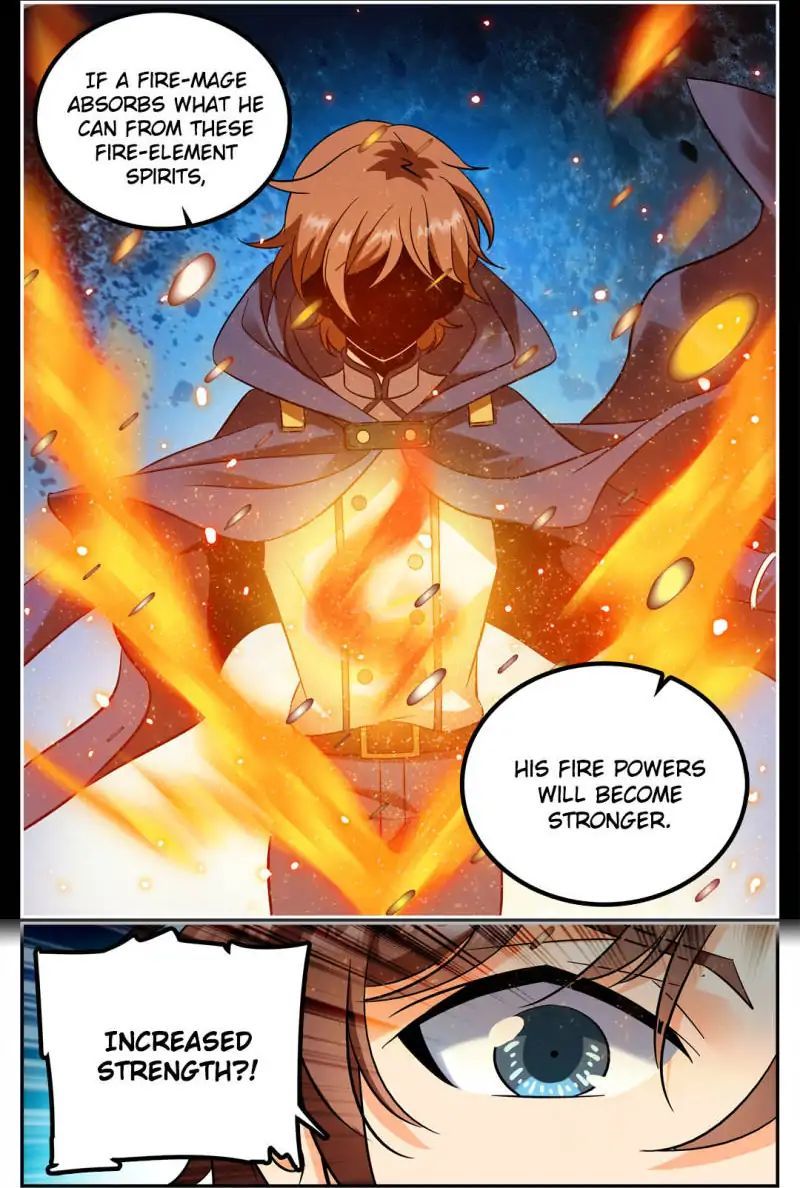 IF A FIRE-MAGE
ABSORBS WHAT HE
CAN FROM THESE
FIRE-ELEMENT
SPIRITS,
HIS FIRE POWERS
WILL BECOME
STRONGER.
INCREASED
STRENGTH?!